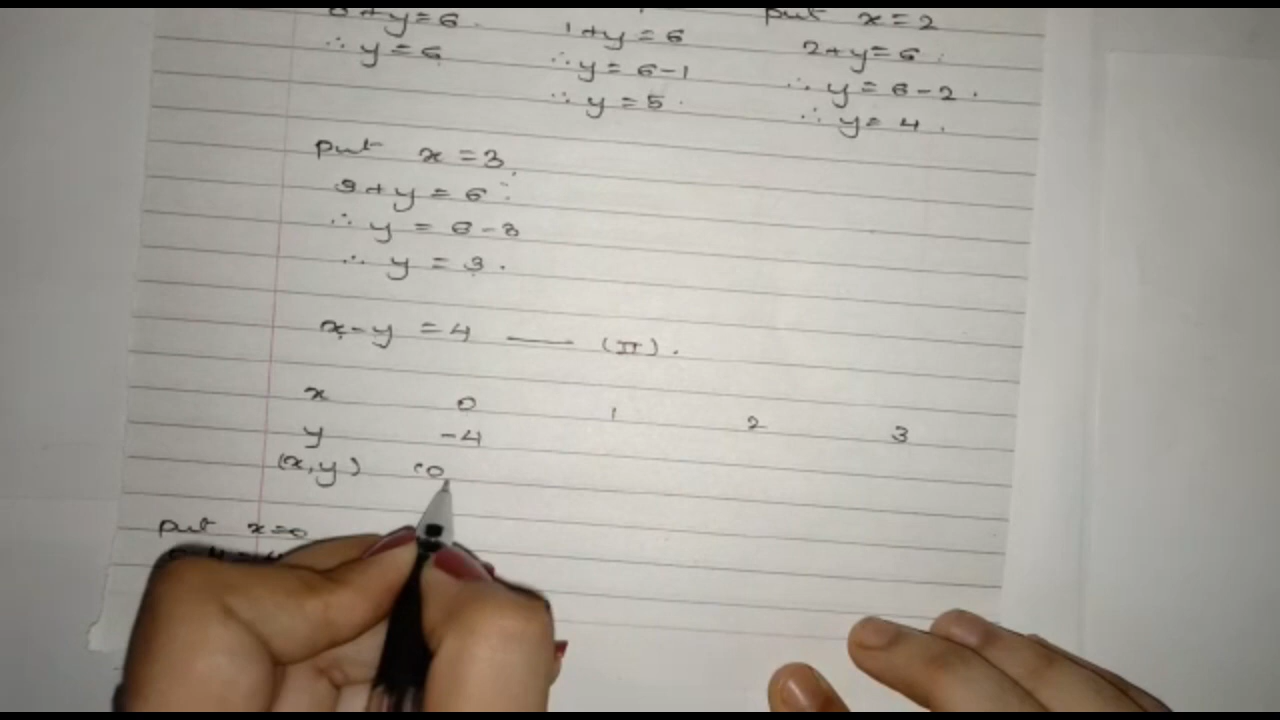 0+y=6. 1+y=6 put x=2
∴ y=6 ∴ y=6-1 2+y=6.
∴ y=5. ∴ y=6-2.
∴ y=4.
put x=3.
3+y=6.
∴ y=6-3
∴ y=3.
x-y=4 —— (II).
x 0 1 2 3
y -4
(x,y) (0
put x=0